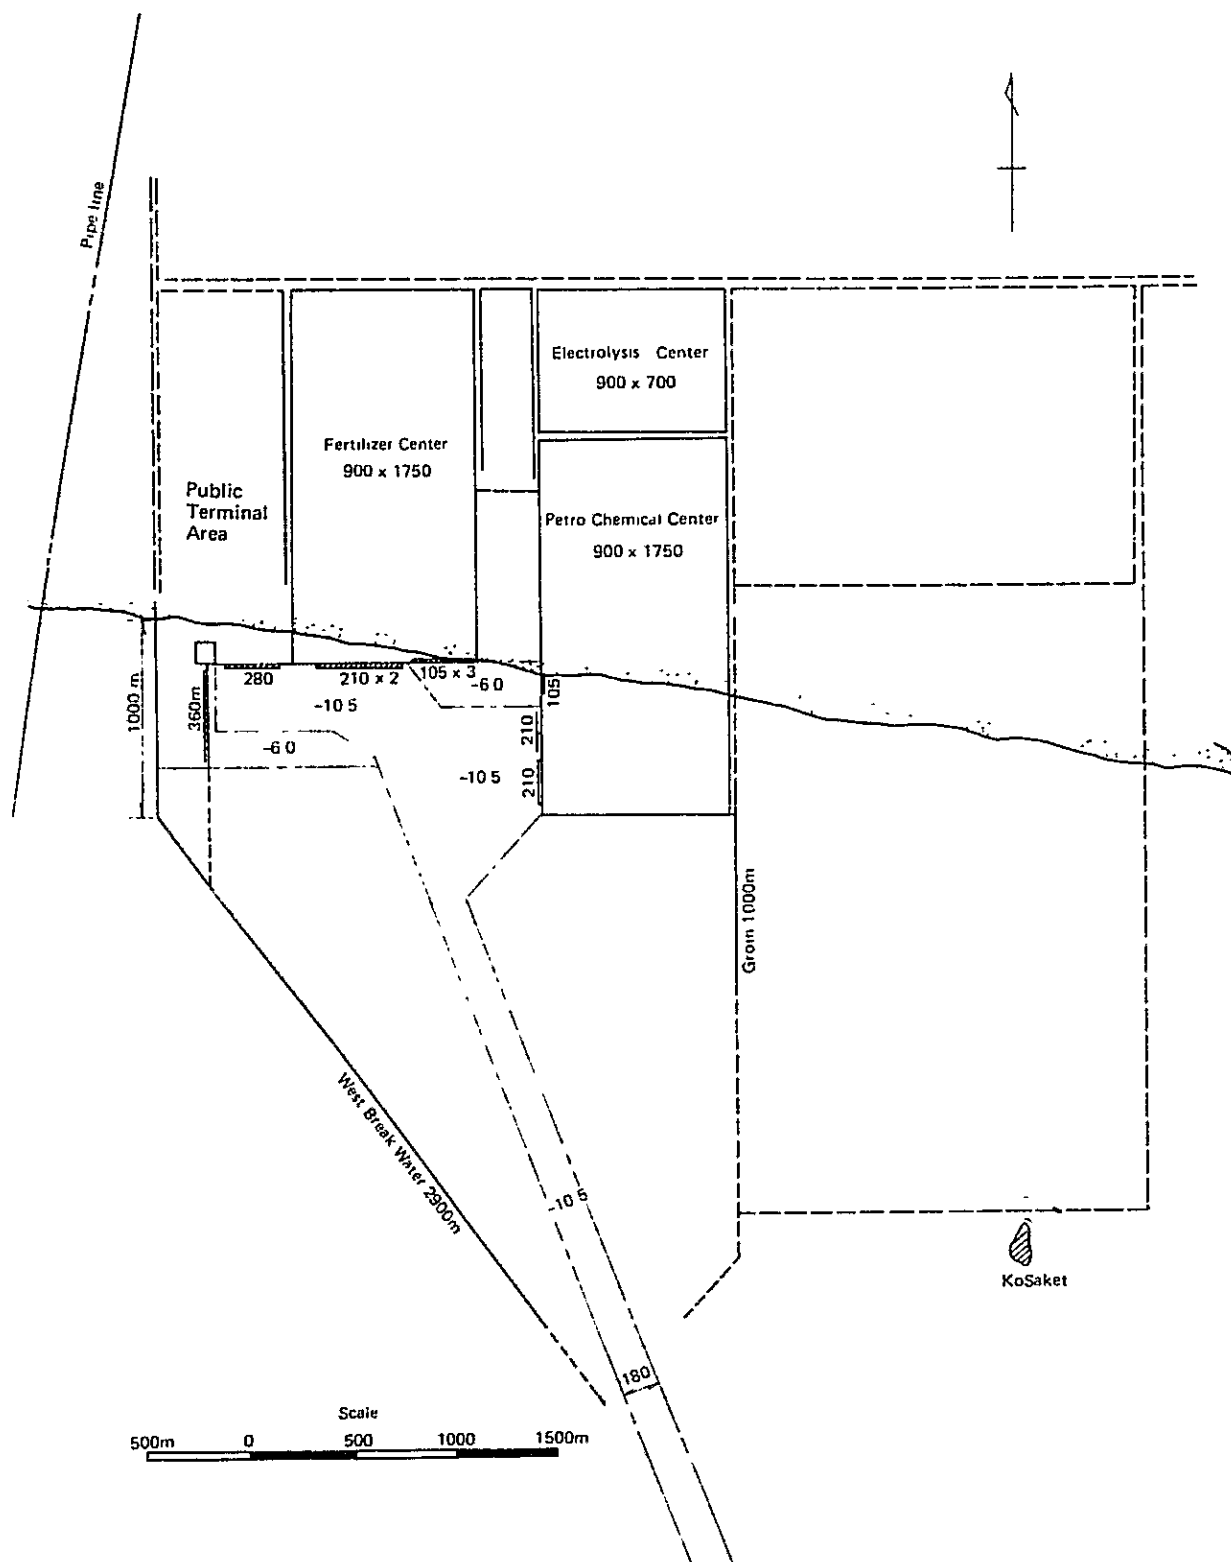 Pipe line
Electrolysis Center
900 x 700
Fertilizer Center
900 x 1750
Public
Terminal
Area
Petro Chemical Center
900 x 1750
1000 m
360m
280
210 x 2
105 x 3
-6 0
105
-10 5
-6 0
210
-10 5
210
Groin 1000m
West Break Water 2900m
-10 5
KoSaket
180
Scale
500m 0 500 1000 1500m